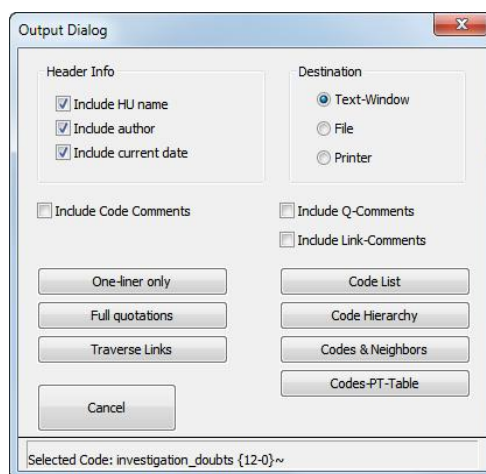 Output Dialog
Header Info
Include HU name
Include author
Include current date
Destination
Text-Window
File
Printer
Include Code Comments
Include Q-Comments
Include Link-Comments
One-liner only
Code List
Full quotations
Code Hierarchy
Traverse Links
Codes & Neighbors
Codes-PT-Table
Cancel
Selected Code: investigation_doubts {12-0}~